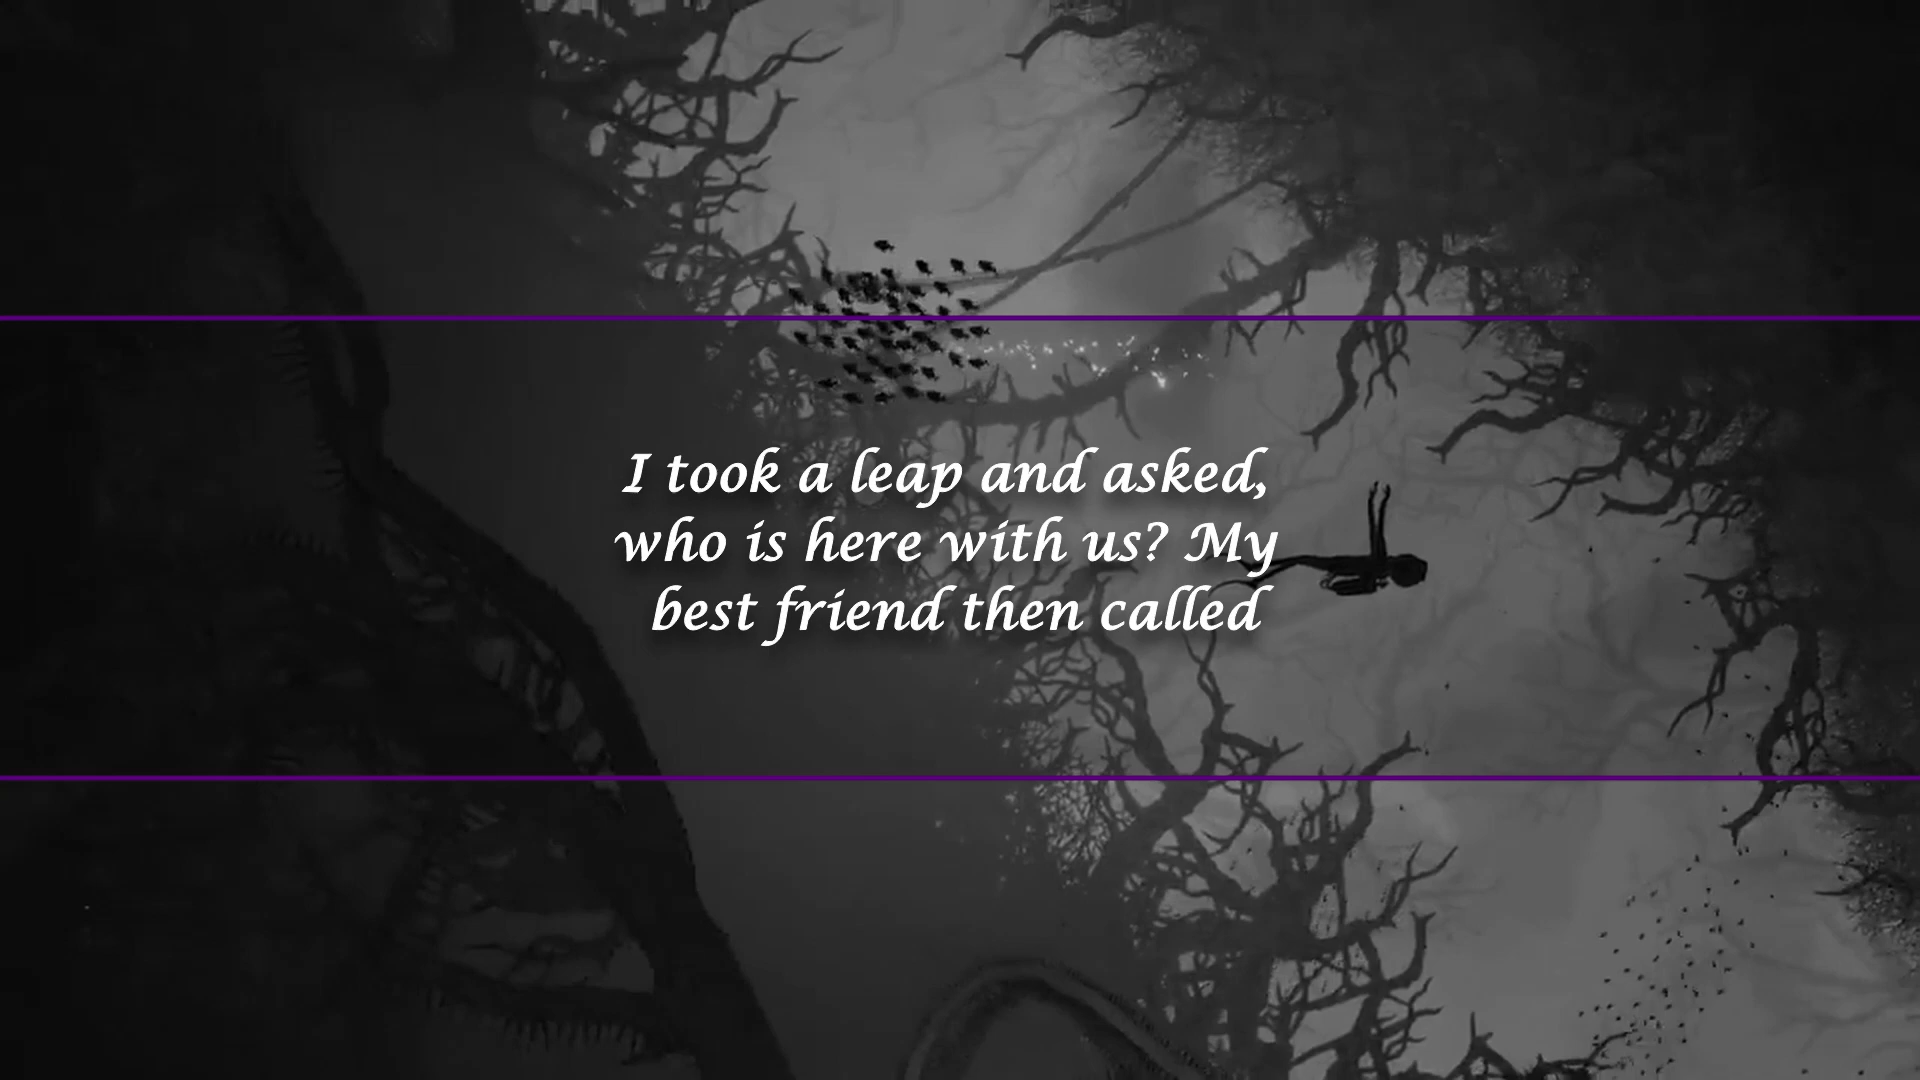 I took a leap and asked,
who is here with us? My
best friend then called